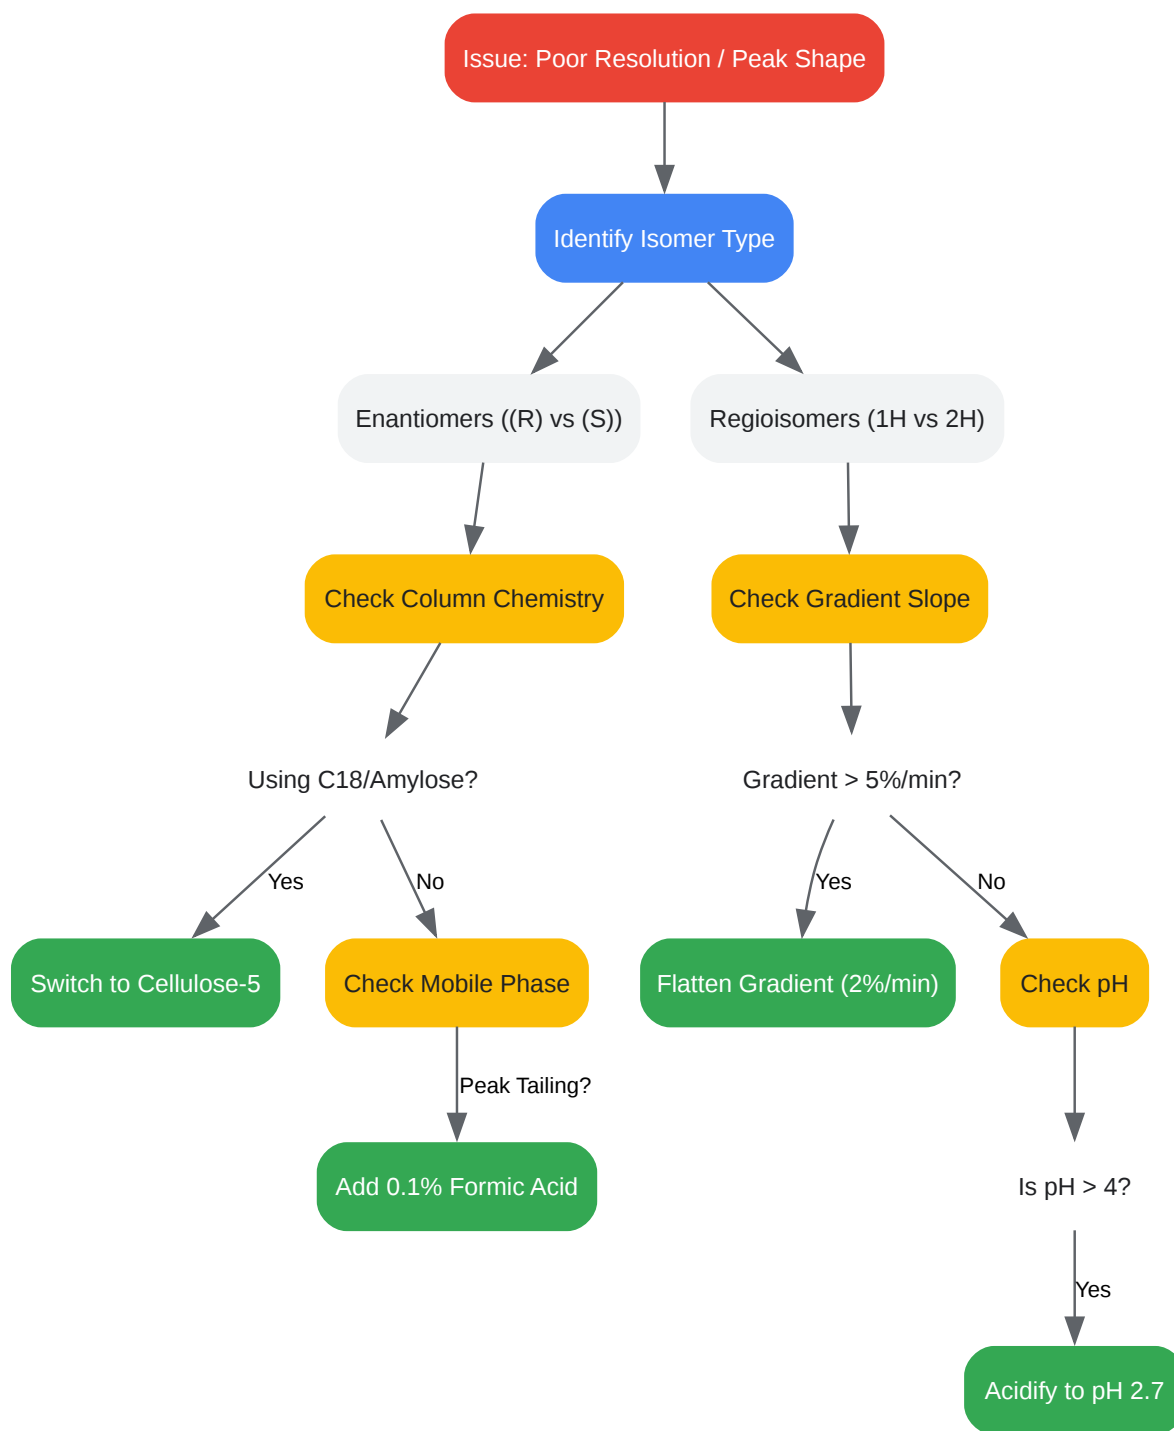 Issue: Poor Resolution / Peak Shape
Identify Isomer Type
Enantiomers ((R) vs (S))
Regioisomers (1H vs 2H)
Check Column Chemistry
Check Gradient Slope
Using C18/Amylose?
Gradient > 5%/min?
Yes
No
Yes
No
Switch to Cellulose-5
Check Mobile Phase
Flatten Gradient (2%/min)
Check pH
Peak Tailing?
Add 0.1% Formic Acid
Is pH > 4?
Yes
Acidify to pH 2.7